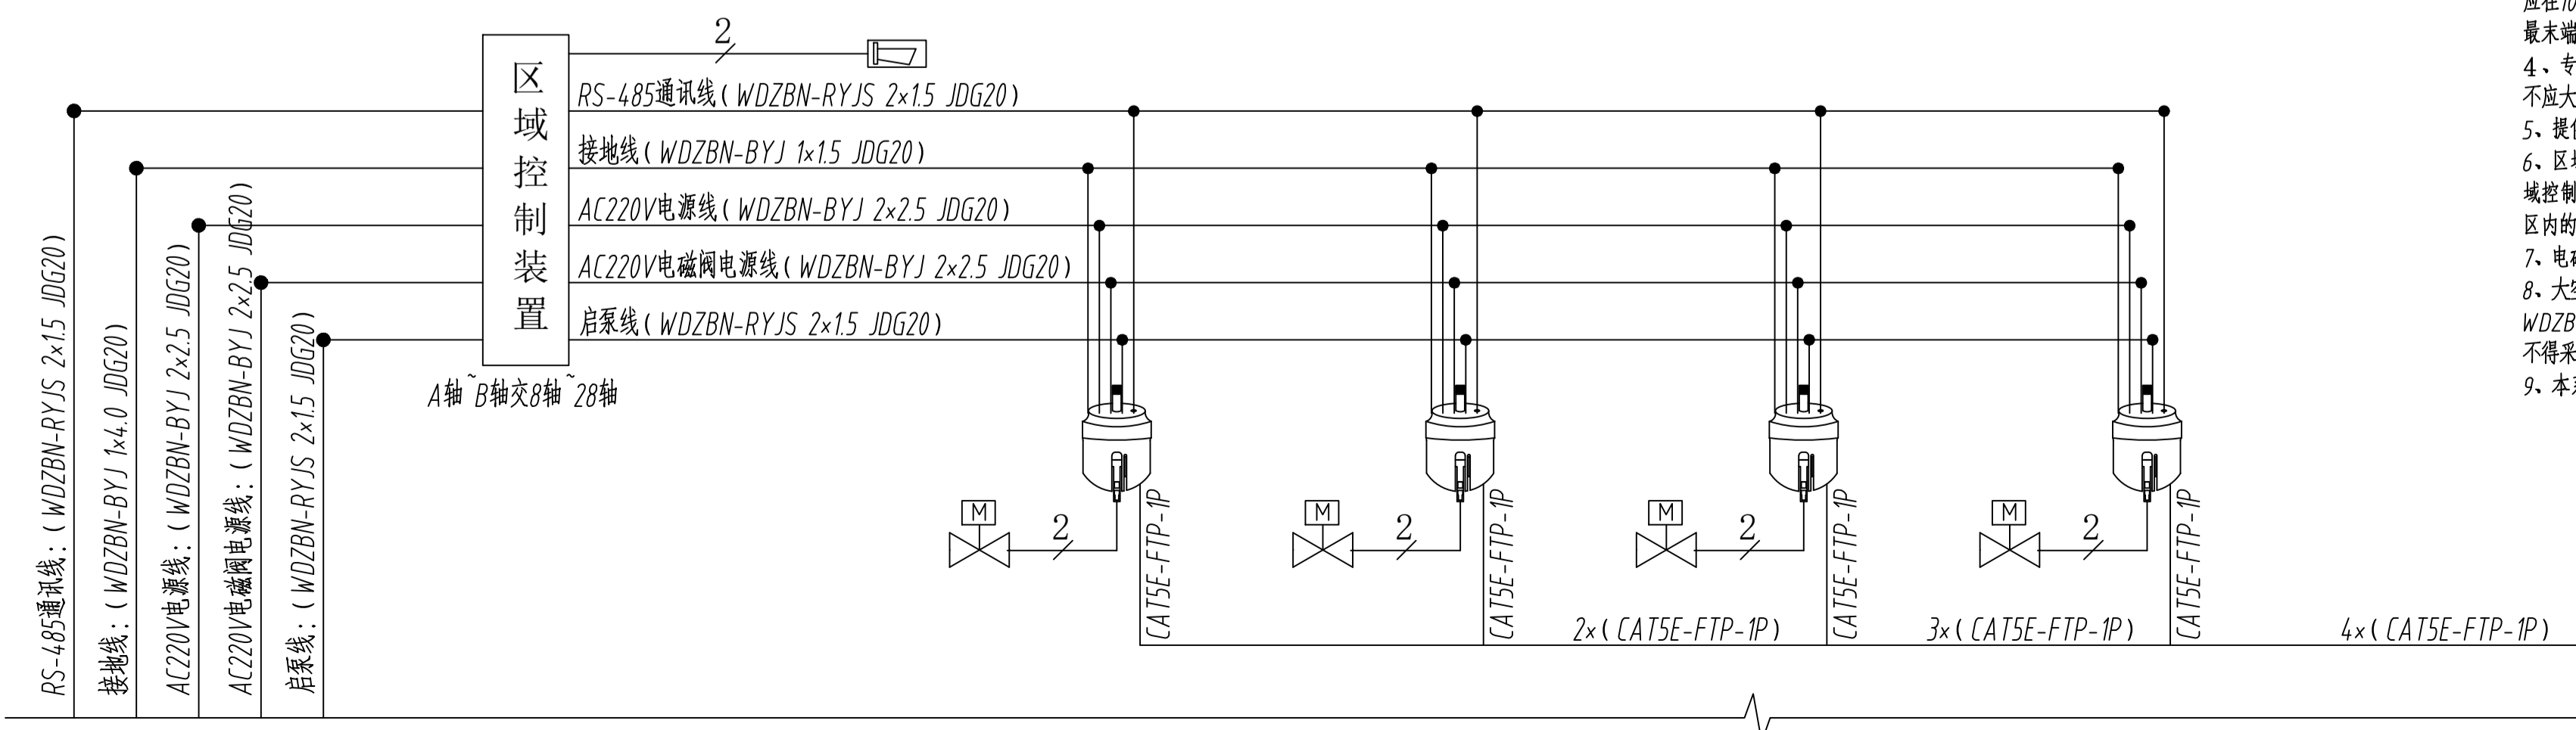 2
区域控制装置
RS-485通讯线(WDZBN-RYJS 2×1.5 JDG20)
接地线(WDZBN-BYJ 1×1.5 JDG20)
AC220V电源线(WDZBN-BYJ 2×2.5 JDG20)
AC220V电磁阀电源线(WDZBN-BYJ 2×2.5 JDG20)
启泵线(WDZBN-RYJS 2×1.5 JDG20)
A轴~B轴交8轴~28轴
RS-485通讯线:(WDZBN-RYJS 2×1.5 JDG20)
接地线:(WDZBN-BYJ 1×4.0 JDG20)
AC220V电源线:(WDZBN-BYJ 2×2.5 JDG20)
AC220V电磁阀电源线:(WDZBN-BYJ 2×2.5 JDG20)
启泵线:(WDZBN-RYJS 2×1.5 JDG20)
M
2
CAT5E-FTP-1P
M
2
CAT5E-FTP-1P
M
2
CAT5E-FTP-1P
M
2
CAT5E-FTP-1P
2×(CAT5E-FTP-1P)
3×(CAT5E-FTP-1P)
4×(CAT5E-FTP-1P)
最末端
4、专
不应大
5、提
6、区
域控制
区内的
7、电
8、大
WDZB
不得采
9、本